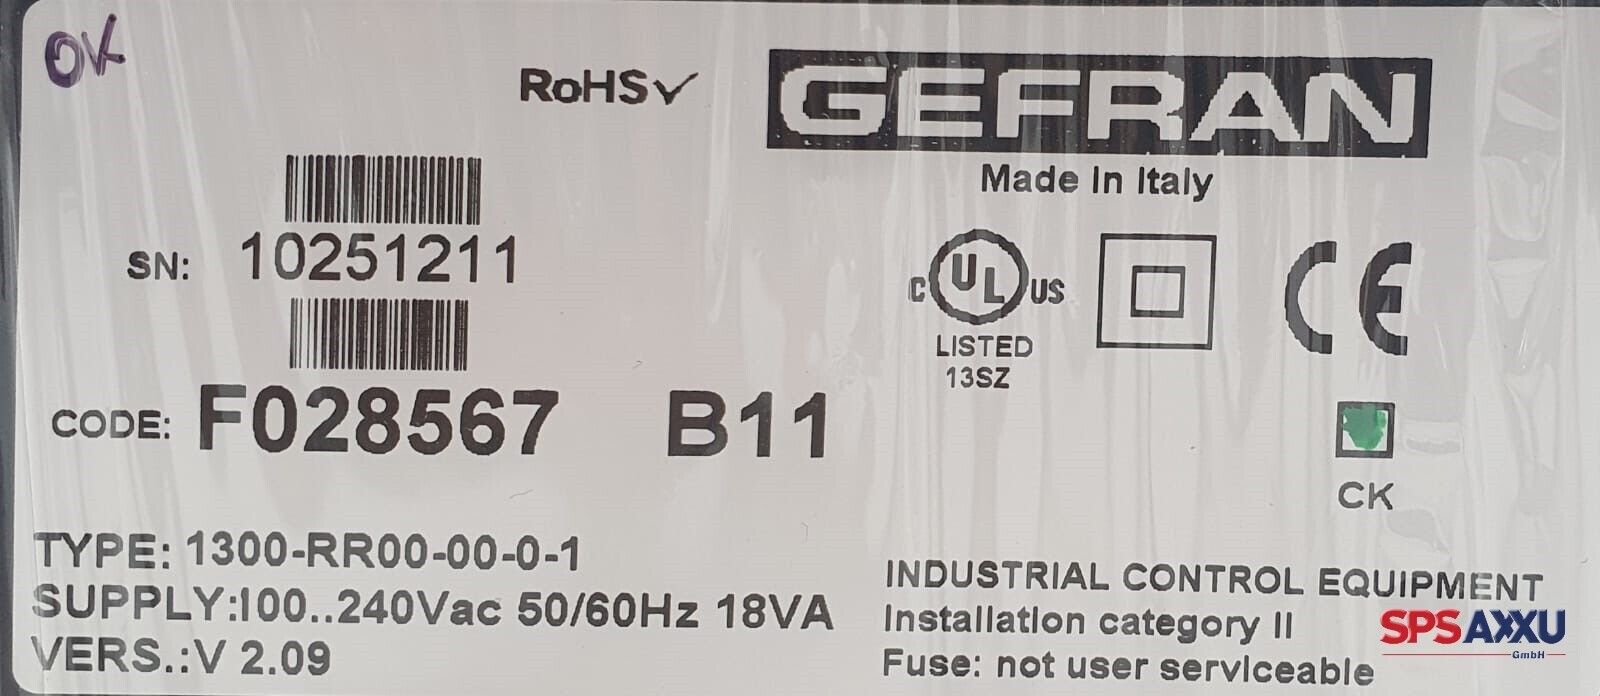 OK
RoHS✓
GEFRAN
Made in Italy
SN: 10251211
C UL US
LISTED
13SZ
CE
CODE: F028567 B11
CK
TYPE: 1300-RR00-00-0-1
SUPPLY:100..240Vac 50/60Hz 18VA
VERS.:V 2.09
INDUSTRIAL CONTROL EQUIPMENT
Installation category II
Fuse: not user serviceable
SPS AXXU
GmbH